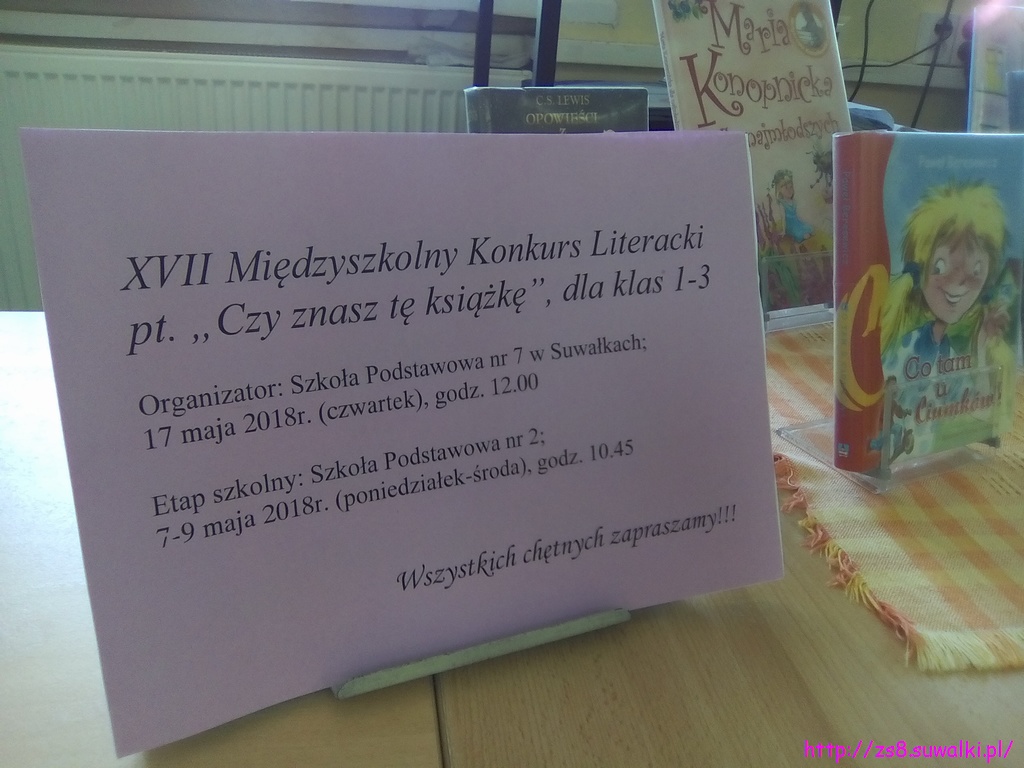 C.S. LEWIS
OPOWIEŚCI
Z
Maria
Konopnicka
najmłodszych
XVII Międzyszkolny Konkurs Literacki
pt. ,,Czy znasz tę książkę”, dla klas 1-3
Organizator: Szkoła Podstawowa nr 7 w Suwałkach;
17 maja 2018r. (czwartek), godz. 12.00
Etap szkolny: Szkoła Podstawowa nr 2;
7-9 maja 2018r. (poniedziałek-środa), godz. 10.45
Wszystkich chętnych zapraszamy!!!
Co tam
u
Ciumków?
http://zs8.suwalki.pl/